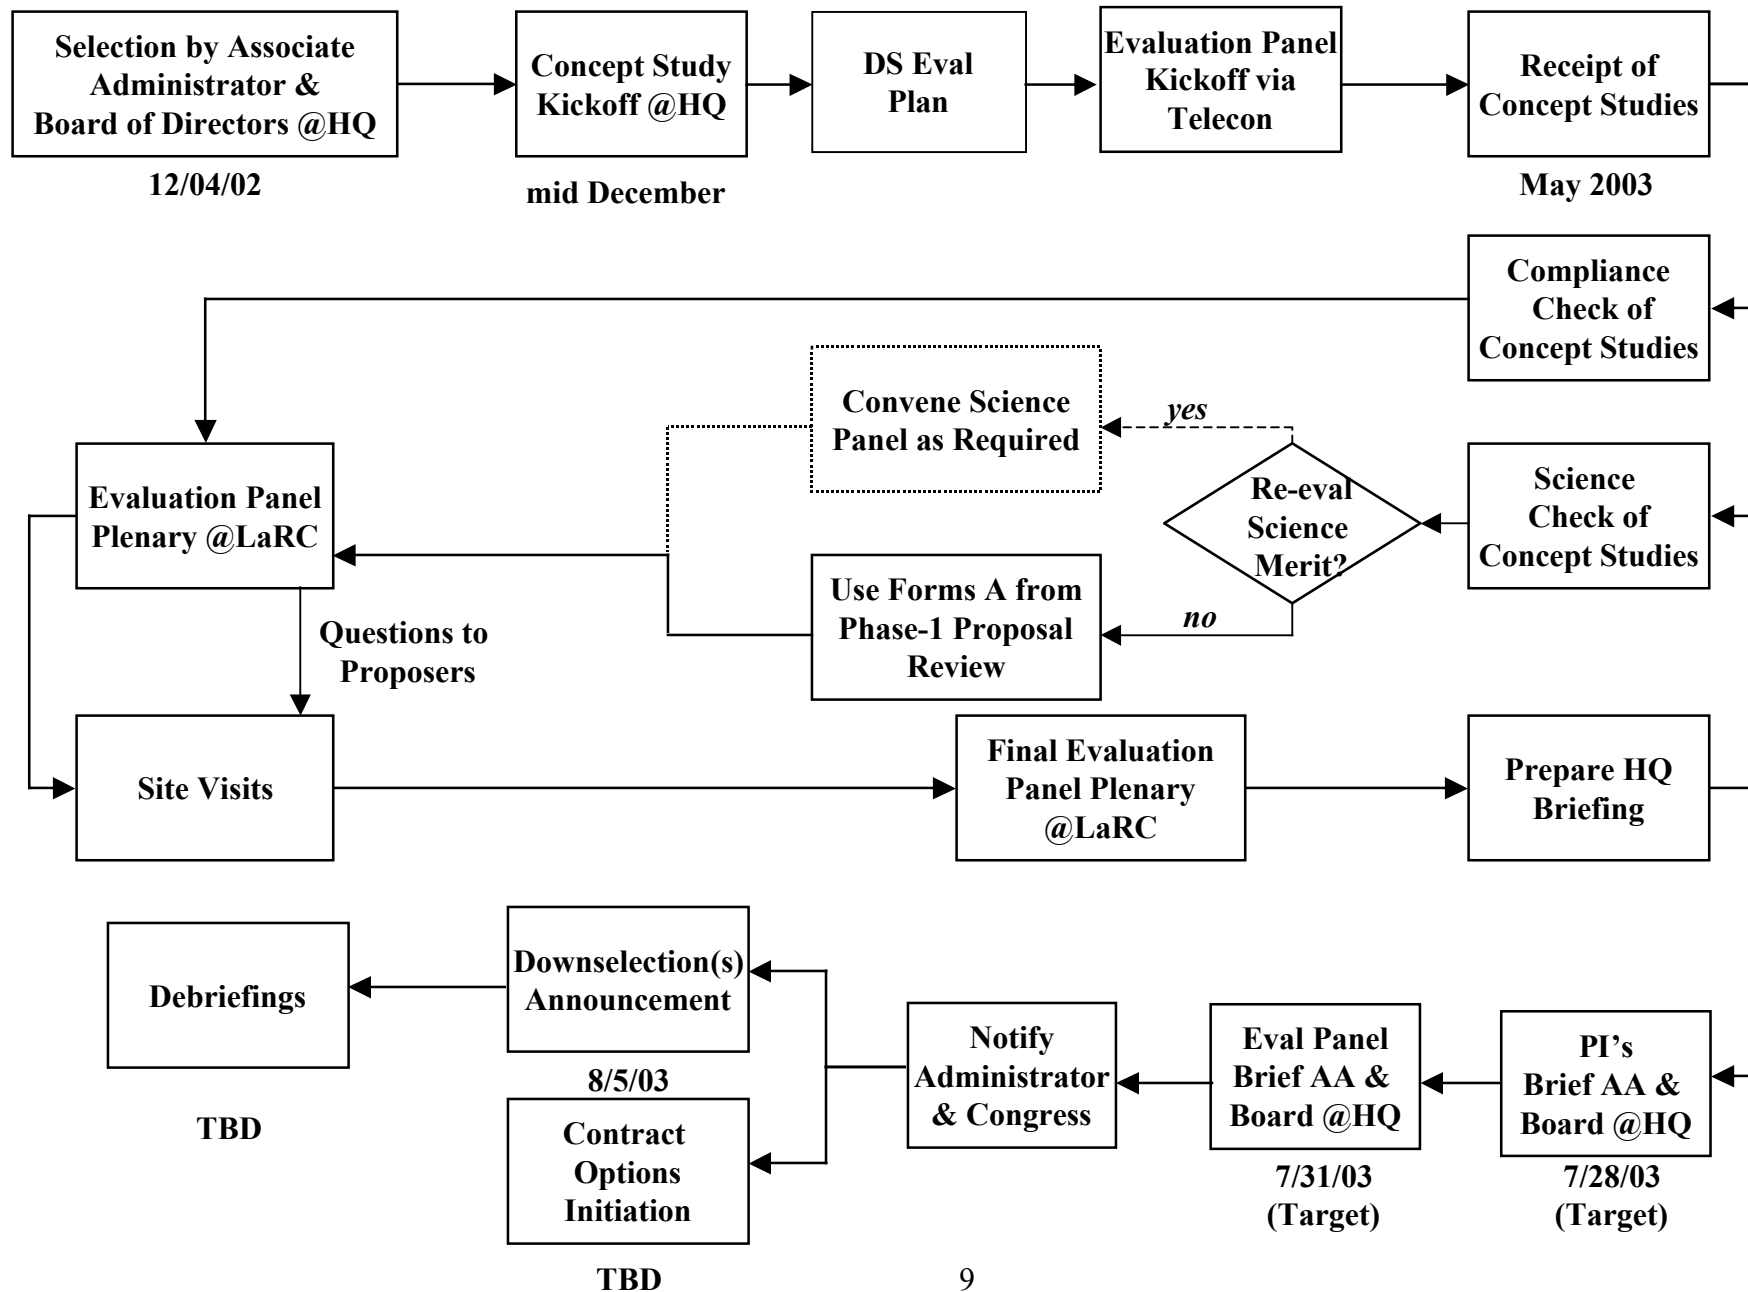 Selection by Associate
Administrator &
Board of Directors @HQ
12/04/02
Concept Study
Kickoff @HQ
mid December
DS Eval
Plan
Evaluation Panel
Kickoff via
Telecon
Receipt of
Concept Studies
May 2003
Compliance
Check of
Concept Studies
Convene Science
Panel as Required
yes
Re-eval
Science
Merit?
Science
Check of
Concept Studies
Evaluation Panel
Plenary @LaRC
Use Forms A from
Phase-1 Proposal
Review
no
Questions to
Proposers
Site Visits
Final Evaluation
Panel Plenary
@LaRC
Prepare HQ
Briefing
Debriefings
TBD
Downselection(s)
Announcement
8/5/03
Contract
Options
Initiation
TBD
Notify
Administrator
& Congress
Eval Panel
Brief AA &
Board @HQ
7/31/03
(Target)
PI’s
Brief AA &
Board @HQ
7/28/03
(Target)
9